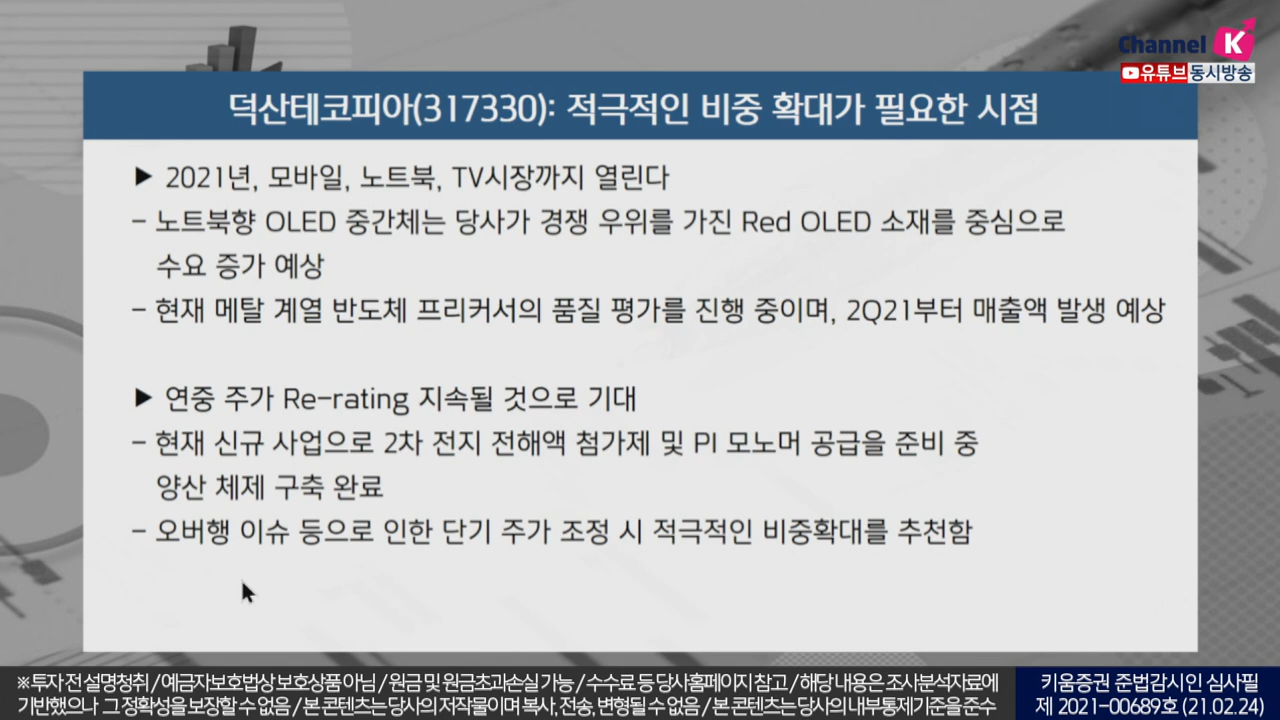 Channel K
유튜브동시방송
덕산테코피아(317330): 적극적인 비중 확대가 필요한 시점
▶ 2021년, 모바일, 노트북, TV시장까지 열린다
- 노트북향 OLED 중간체는 당사가 경쟁 우위를 가진 Red OLED 소재를 중심으로
수요 증가 예상
- 현재 메탈 계열 반도체 프리커서의 품질 평가를 진행 중이며, 2Q21부터 매출액 발생 예상
▶ 연중 주가 Re-rating 지속될 것으로 기대
- 현재 신규 사업으로 2차 전지 전해액 첨가제 및 PI 모노머 공급을 준비 중
양산 체제 구축 완료
- 오버행 이슈 등으로 인한 단기 주가 조정 시 적극적인 비중확대를 추천함
※ 투자 전 설명청취 / 예금자보호법상 보호상품 아님 / 원금 및 원금초과손실 가능 / 수수료 등 당사홈페이지 참고 / 해당 내용은 조사분석자료에
기반했으나 그 정확성을 보장할 수 없음 / 본 콘텐츠는 당사의 저작물이며 복사, 전송, 변형될 수 없음 / 본 콘텐츠는 당사의 내부통제기준을 준수
키움증권 준법감시인 심사필
제 2021-00689호 (21.02.24)